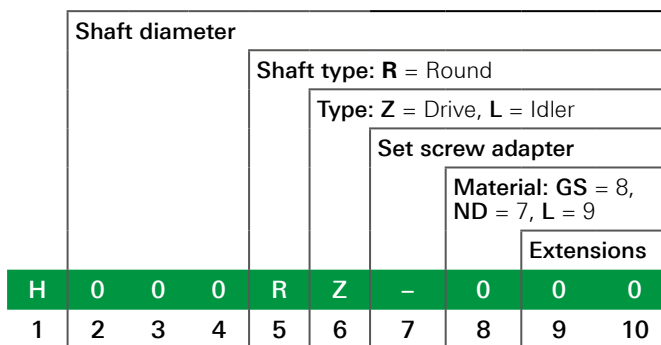 Shaft diameter
Shaft type: R = Round
Type: Z = Drive, L = Idler
Set screw adapter
Material: GS = 8,
ND = 7, L = 9
Extensions
H 0 0 0 R Z – 0 0 0
1 2 3 4 5 6 7 8 9 10